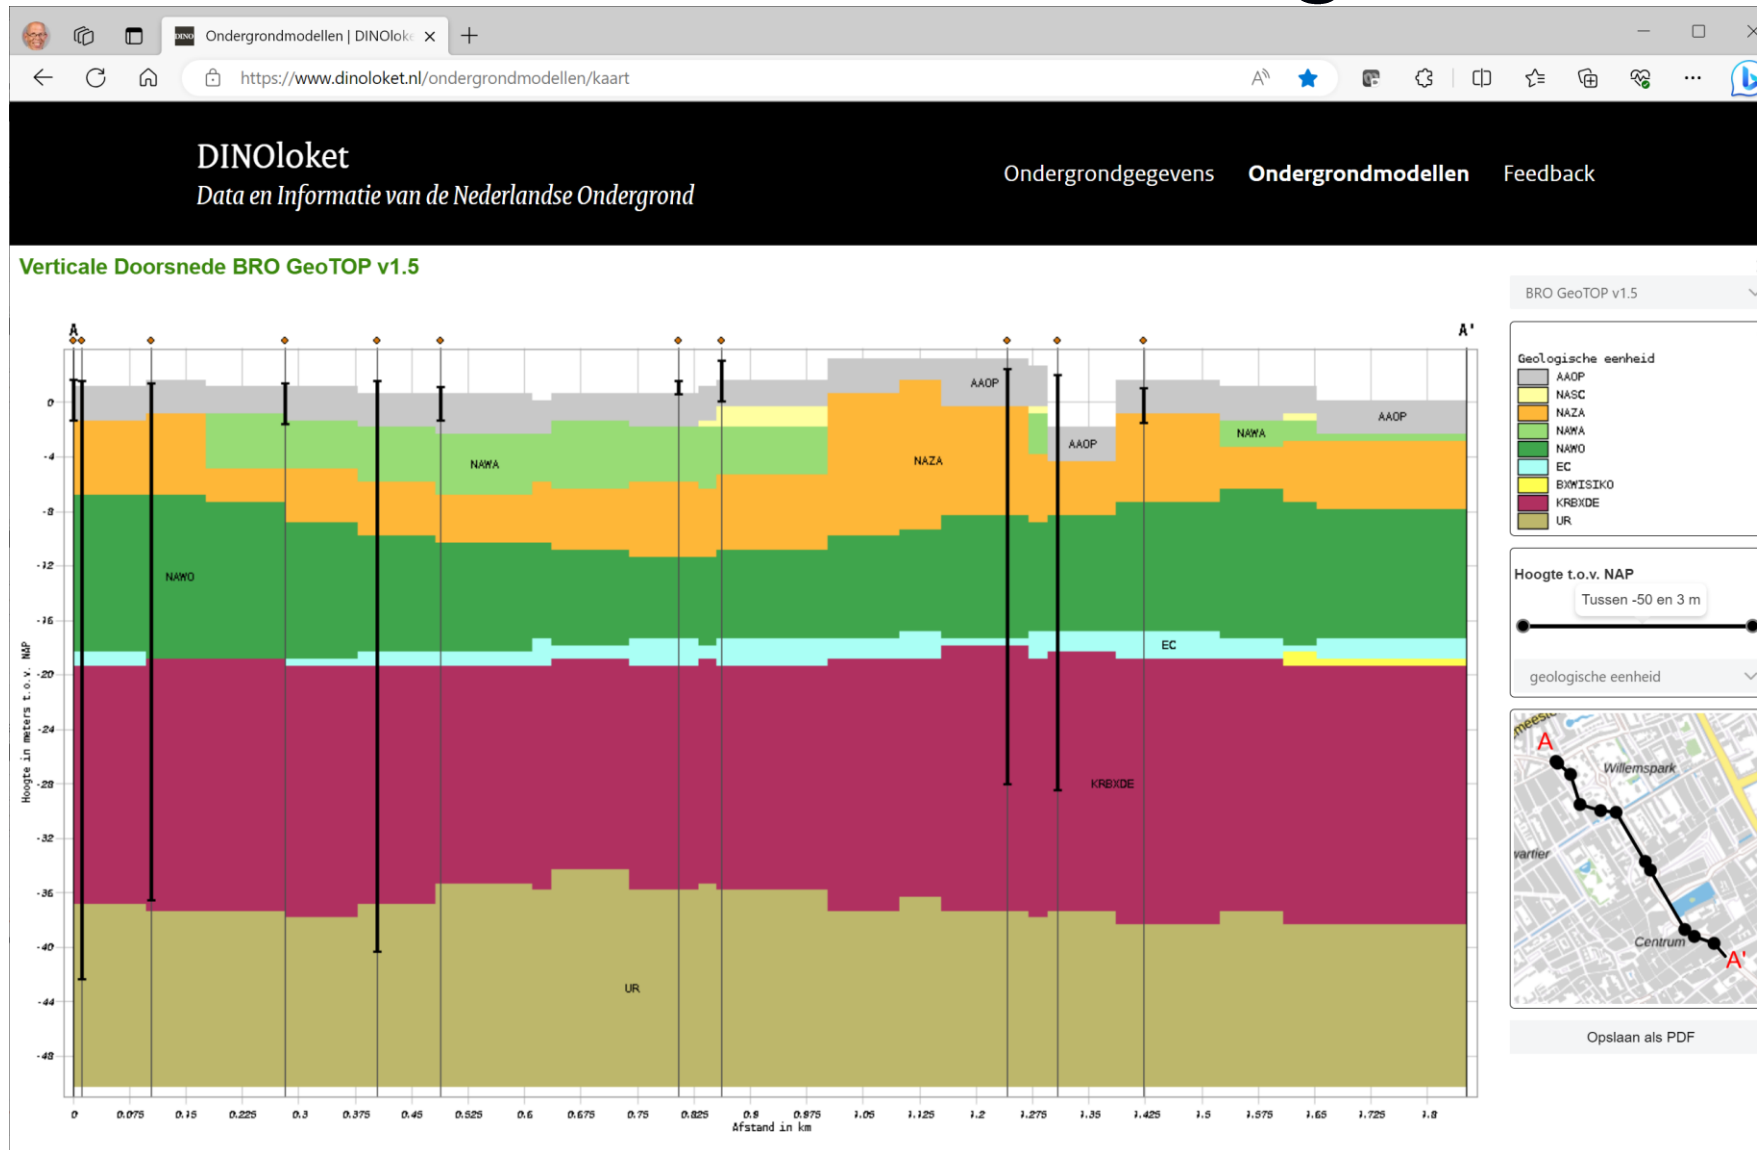 Ondergrondmodellen | DINOlok
https://www.dinoloket.nl/ondergrondmodellen/kaart
DINOloket
Data en Informatie van de Nederlandse Ondergrond
Ondergrondgegevens Ondergrondmodellen Feedback
Verticale Doorsnede BRO GeoTOP v1.5
BRO GeoTOP v1.5
A A'
Geologische eenheid
AAOP
NASC
NAZA
NAWA
NAWO
EC
BXWISIKO
KRBXDE
UR
AAOP
AAOP
AAOP
NAWA
NAWA
NAZA
NAWO
EC
KRBXDE
UR
Hoogte in meters t.o.v. NAP
0
-4
-8
-12
-16
-20
-24
-28
-32
-36
-40
-44
-48
0 0.075 0.15 0.225 0.3 0.375 0.45 0.525 0.6 0.675 0.75 0.825 0.9 0.975 1.05 1.125 1.2 1.275 1.35 1.425 1.5 1.575 1.65 1.725 1.8
Afstand in km
Hoogte t.o.v. NAP
Tussen -50 en 3 m
geologische eenheid
A
Willemspark
Centrum
A'
Opslaan als PDF